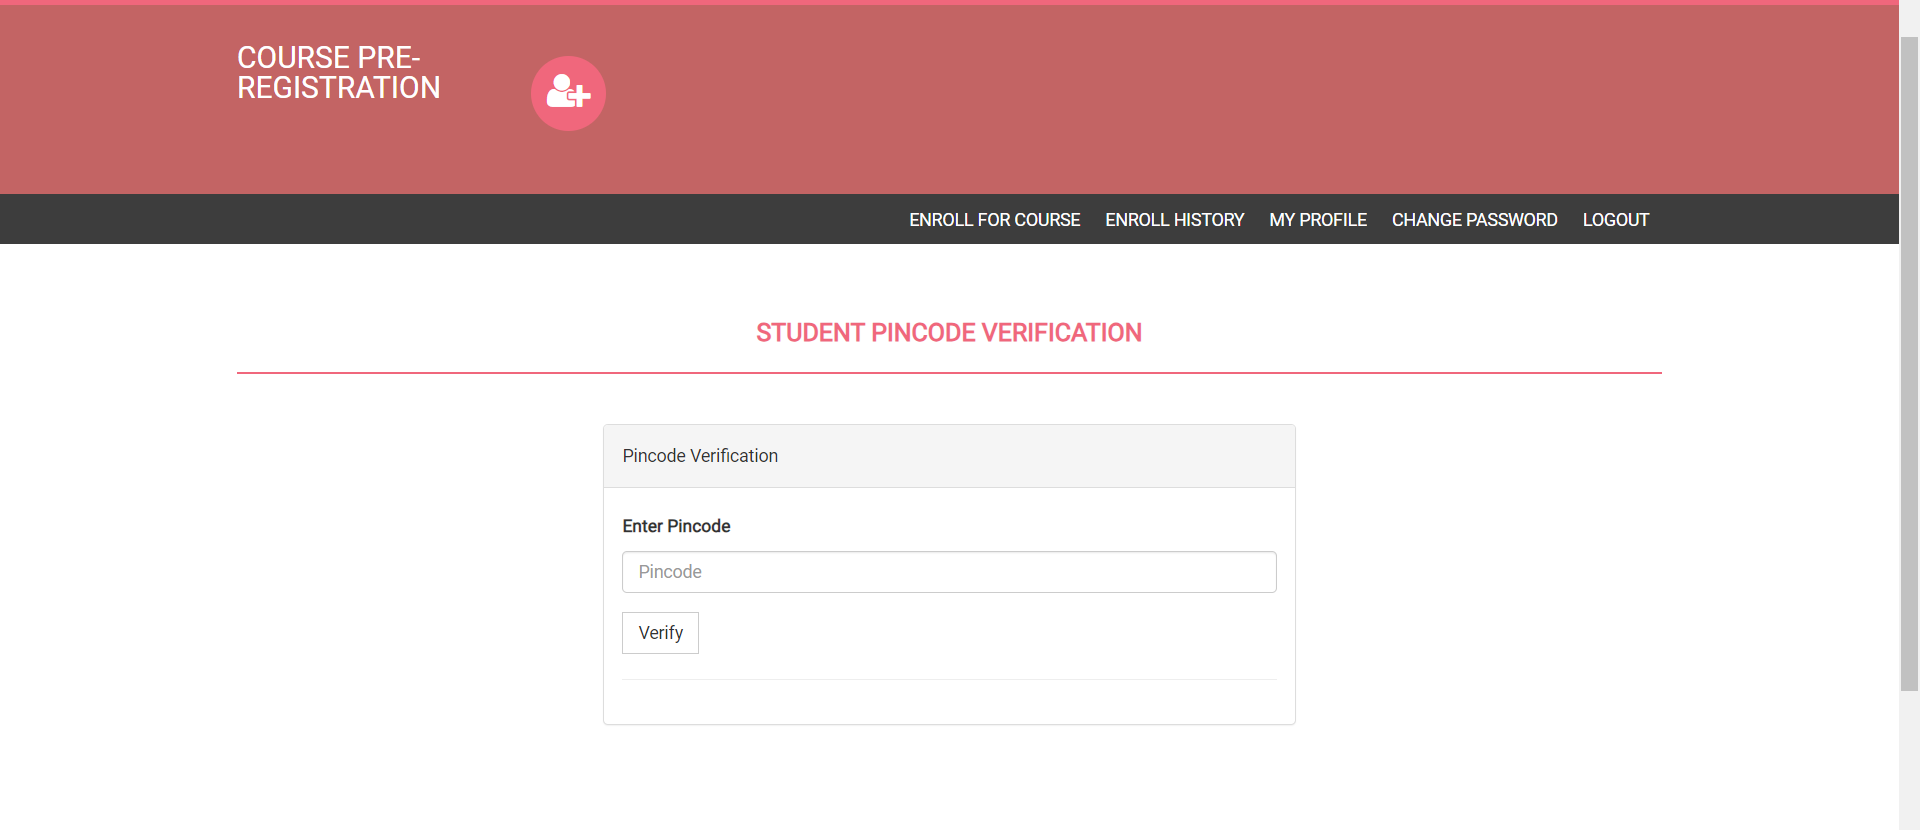 COURSE PRE-
REGISTRATION
ENROLL FOR COURSE ENROLL HISTORY MY PROFILE CHANGE PASSWORD LOGOUT
STUDENT PINCODE VERIFICATION
Pincode Verification
Enter Pincode
Pincode
Verify